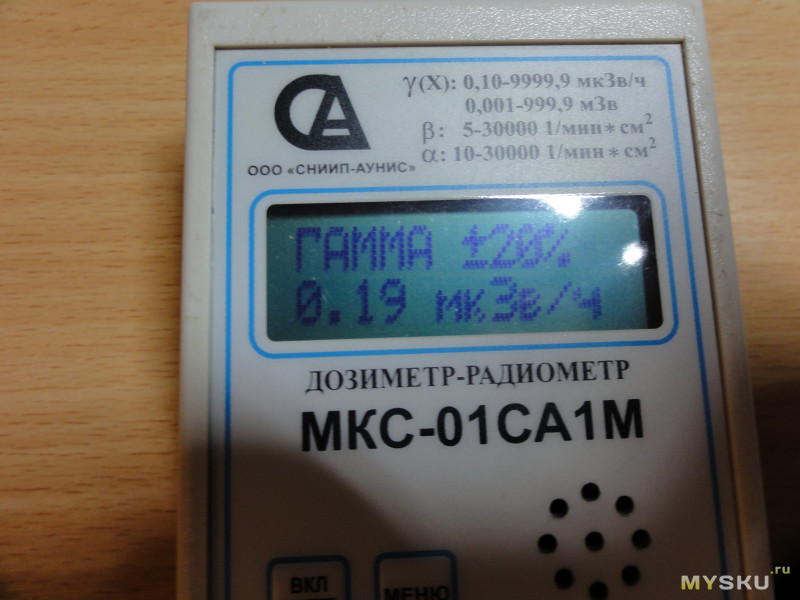 γ(X): 0,10-9999,9 мкЗв/ч
0,001-999,9 мЗв
β: 5-30000 1/мин*см²
α: 10-30000 1/мин*см²
СА
ООО «СНИИП-АУНИС»
ГАММА ±20%
0.19 мкЗв/ч
ДОЗИМЕТР-РАДИОМЕТР
МКС-01СА1М
ВКЛ
МЕНЮ
MYSKU.ru